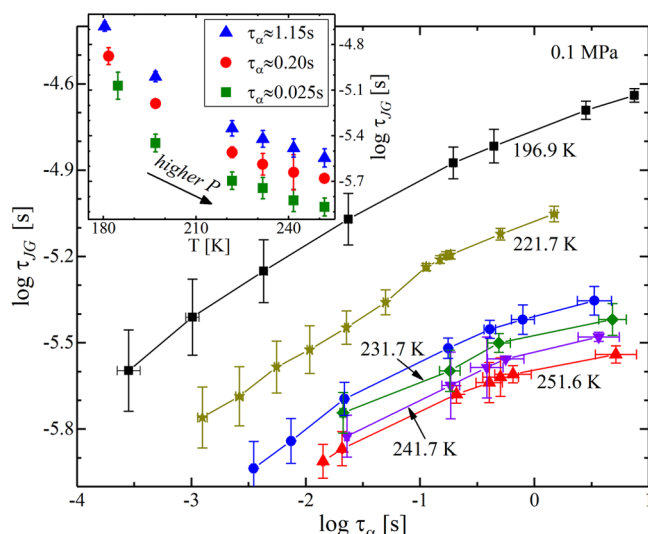 0.1 MPa
τα≈1.15s
τα≈0.20s
τα≈0.025s
higher P
180
210
240
T [K]
-4.8
-5.1
-5.4
-5.7
log τJG [s]
196.9 K
221.7 K
231.7 K
251.6 K
241.7 K
-4.6
-4.9
-5.2
-5.5
-5.8
log τJG [s]
-4
-3
-2
-1
0
1
log τα [s]